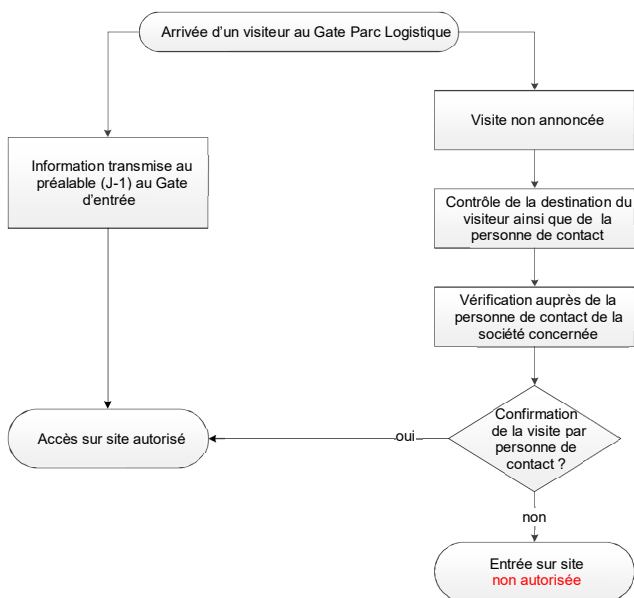 Arrivée d'un visiteur au Gate Parc Logistique
Visite non annoncée
Information transmise au
préalable (J-1) au Gate
d'entrée
Contrôle de la destination du
visiteur ainsi que de la
personne de contact
Vérification auprès de la
personne de contact de la
société concernée
Confirmation
de la visite par
personne de
contact ?
oui
Accès sur site autorisé
non
Entrée sur site
non autorisée